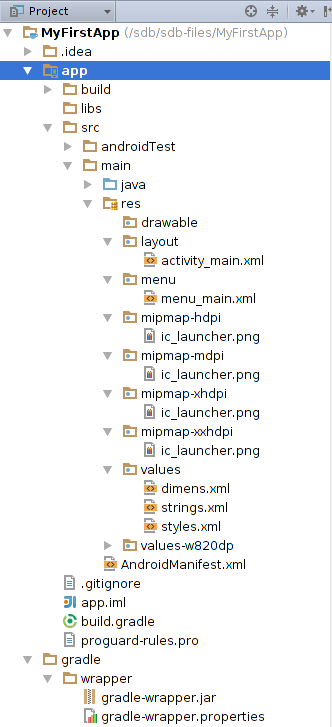 Project
MyFirstApp (/sdb/sdb-files/MyFirstApp)
.idea
app
build
libs
src
androidTest
main
java
res
drawable
layout
activity_main.xml
menu
menu_main.xml
mipmap-hdpi
ic_launcher.png
mipmap-mdpi
ic_launcher.png
mipmap-xhdpi
ic_launcher.png
mipmap-xxhdpi
ic_launcher.png
values
dimens.xml
strings.xml
styles.xml
values-w820dp
AndroidManifest.xml
.gitignore
app.iml
build.gradle
proguard-rules.pro
gradle
wrapper
gradle-wrapper.jar
gradle-wrapper.properties